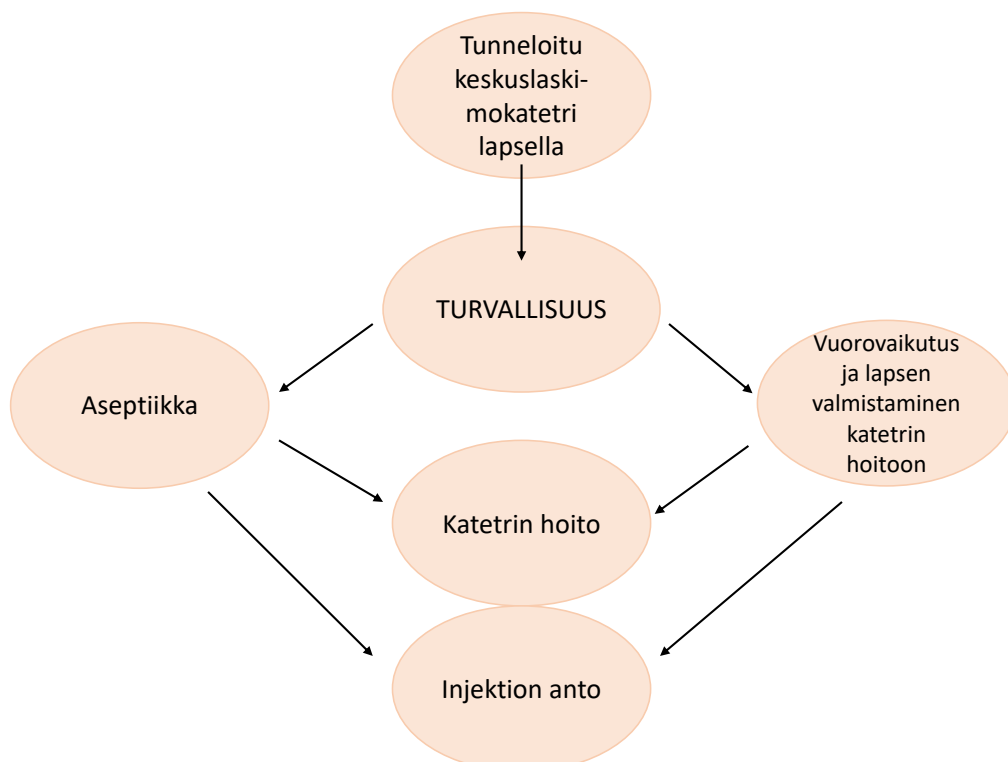 Tunneloitu
keskuslaski-
mokatetri
lapsella
TURVALLISUUS
Aseptiikka
Vuorovaikutus
ja lapsen
valmistaminen
katetrin
hoitoon
Katetrin hoito
Injektion anto